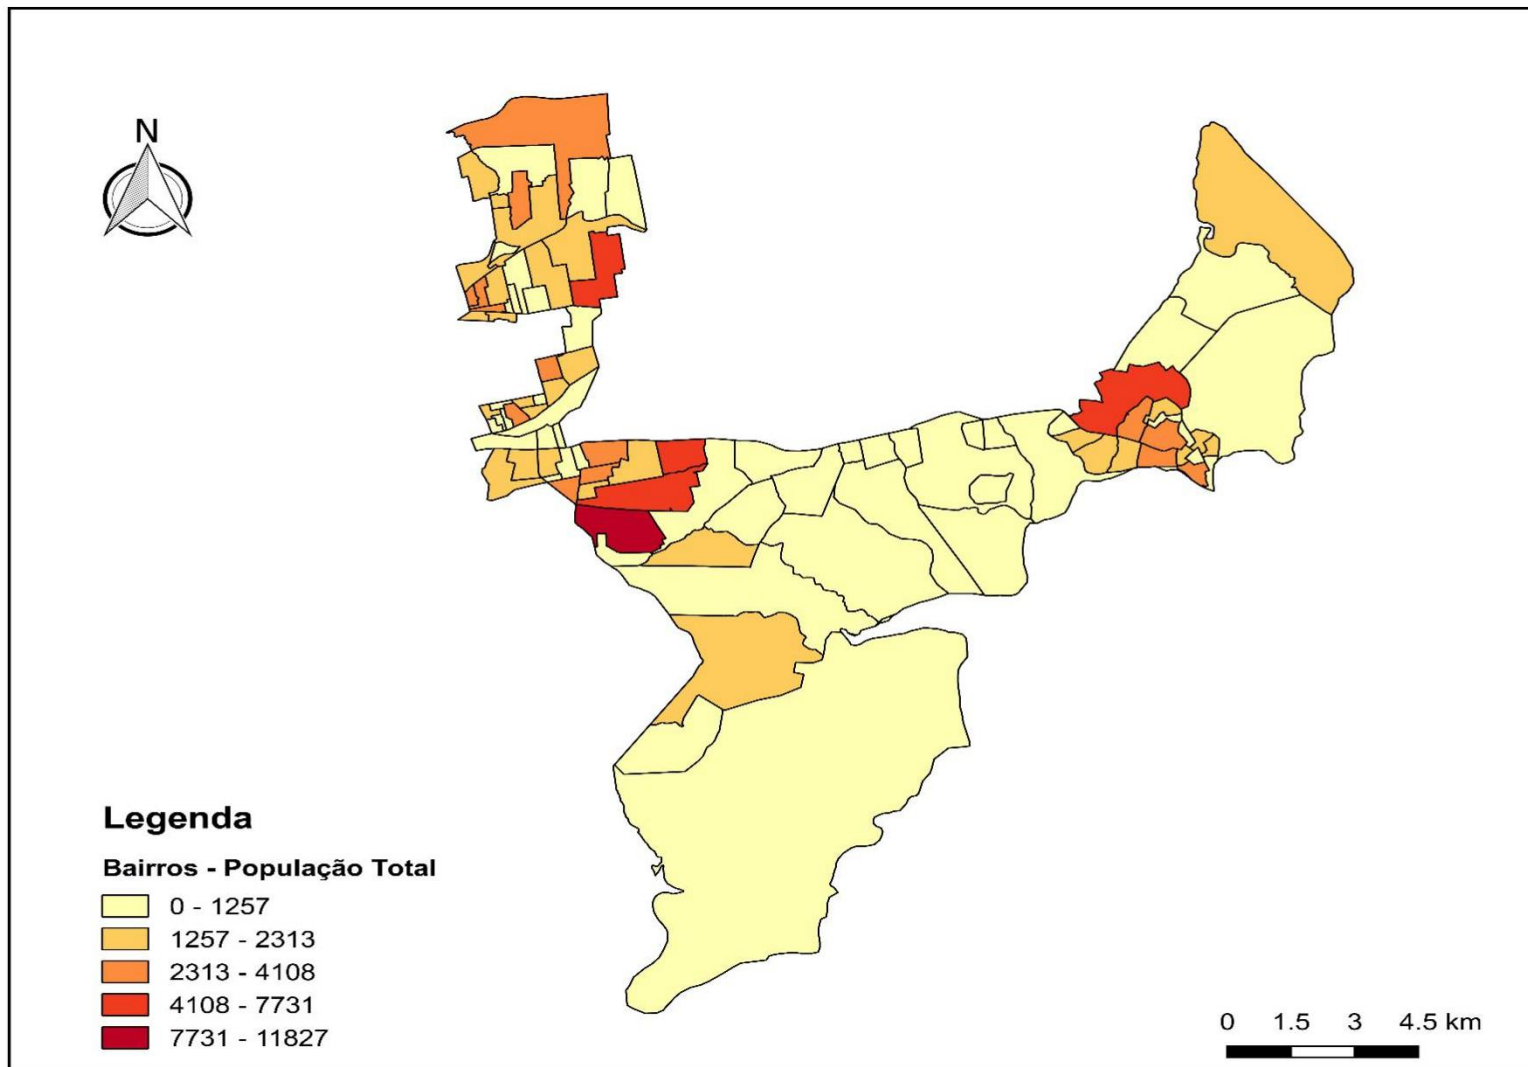 N
Legenda
Bairros - População Total
0 - 1257
1257 - 2313
2313 - 4108
4108 - 7731
7731 - 11827
0 1.5 3 4.5 km